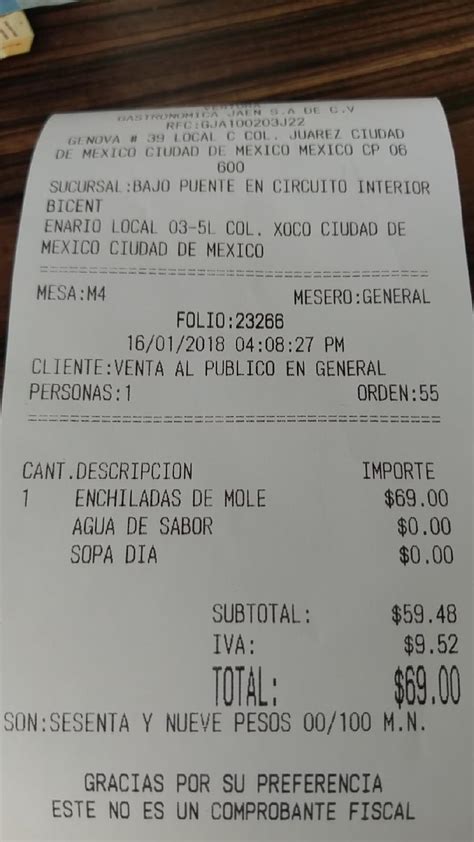 VENTURA
GASTRONOMICA JAEN S.A DE C.V
RFC:GJA100203J22
GENOVA # 39 LOCAL C COL. JUAREZ CIUDAD
DE MEXICO CIUDAD DE MEXICO MEXICO CP 06
600
SUCURSAL:BAJO PUENTE EN CIRCUITO INTERIOR
BICENT
ENARIO LOCAL 03-5L COL. XOCO CIUDAD DE
MEXICO CIUDAD DE MEXICO
MESA:M4 MESERO:GENERAL
FOLIO:23266
16/01/2018 04:08:27 PM
CLIENTE:VENTA AL PUBLICO EN GENERAL
PERSONAS:1 ORDEN:55
CANT.DESCRIPCION IMPORTE
1 ENCHILADAS DE MOLE $69.00
AGUA DE SABOR $0.00
SOPA DIA $0.00
SUBTOTAL: $59.48
IVA: $9.52
TOTAL: $69.00
SON:SESENTA Y NUEVE PESOS 00/100 M.N.
GRACIAS POR SU PREFERENCIA
ESTE NO ES UN COMPROBANTE FISCAL